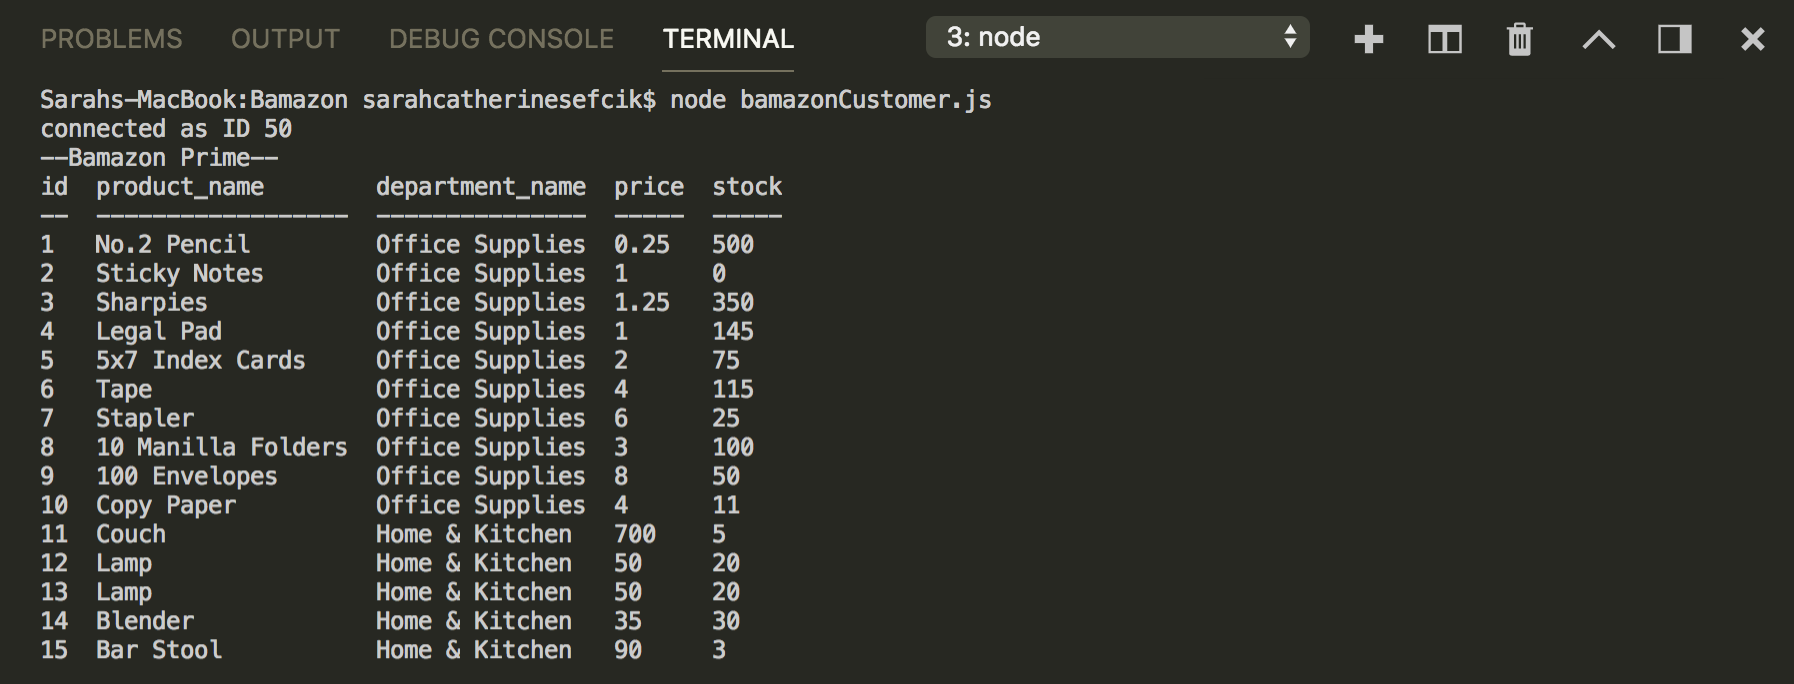 PROBLEMS OUTPUT DEBUG CONSOLE TERMINAL 3: node
Sarahs-MacBook:Bamazon sarahcatherinesefcik$ node bamazonCustomer.js
connected as ID 50
--Bamazon Prime--
id  product_name        department_name  price  stock
--  ------------------  ---------------  -----  -----
1   No.2 Pencil         Office Supplies  0.25   500
2   Sticky Notes        Office Supplies  1      0
3   Sharpies            Office Supplies  1.25   350
4   Legal Pad           Office Supplies  1      145
5   5x7 Index Cards     Office Supplies  2      75
6   Tape                Office Supplies  4      115
7   Stapler             Office Supplies  6      25
8   10 Manilla Folders  Office Supplies  3      100
9   100 Envelopes       Office Supplies  8      50
10  Copy Paper          Office Supplies  4      11
11  Couch               Home & Kitchen   700    5
12  Lamp                Home & Kitchen   50     20
13  Lamp                Home & Kitchen   50     20
14  Blender             Home & Kitchen   35     30
15  Bar Stool           Home & Kitchen   90     3